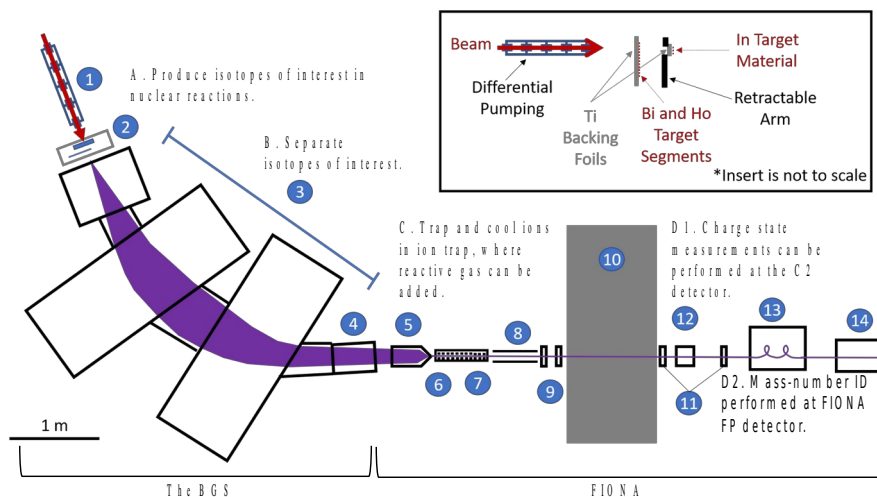 Beam
Differential
Pumping
Ti
Backing
Foils
Bi and Ho
Target
Segments
In Target
Material
Retractable
Arm
*Insert is not to scale
1
A. Produce isotopes of interest in
nuclear reactions.
2
B. Separate
isotopes of interest.
3
C. Trap and cool ions
in ion trap, where
reactive gas can be
added.
D1. Charge state
measurements can be
performed at the C2
detector.
4
5
6
7
8
9
10
11
12
13
14
D2. Mass-number ID
performed at FIONA
FP detector.
1 m
The BGS
FIONA